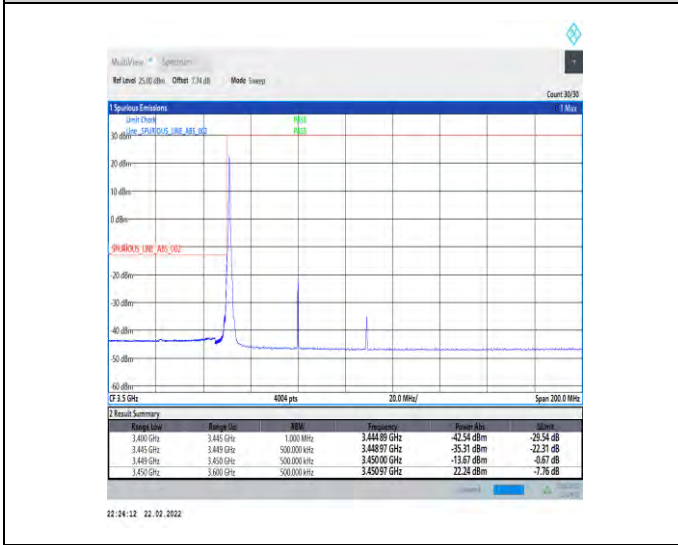 MultiView Spectrum
Ref Level 25.00 dBm Offset 7.74 dB Mode Sweep
Count 30/30
1 Spurious Emissions 1 Max
Limit Check PASS
Line _SPURIOUS_LINE_ABS_002 PASS
30 dBm
20 dBm
10 dBm
0 dBm
SPURIOUS_LINE_ABS_002
-20 dBm
-30 dBm
-40 dBm
-50 dBm
-60 dBm
CF 3.5 GHz 4004 pts 20.0 MHz/ Span 200.0 MHz
2 Result Summary
Range Low Range Up RBW Frequency Power Abs ΔLimit
3.400 GHz 3.445 GHz 1.000 MHz 3.44489 GHz -42.54 dBm -29.54 dB
3.445 GHz 3.449 GHz 500.000 kHz 3.44897 GHz -35.31 dBm -22.31 dB
3.449 GHz 3.450 GHz 500.000 kHz 3.45000 GHz -13.67 dBm -0.67 dB
3.450 GHz 3.600 GHz 500.000 kHz 3.45097 GHz 22.24 dBm -7.76 dB
22:24:12 22.02.2022